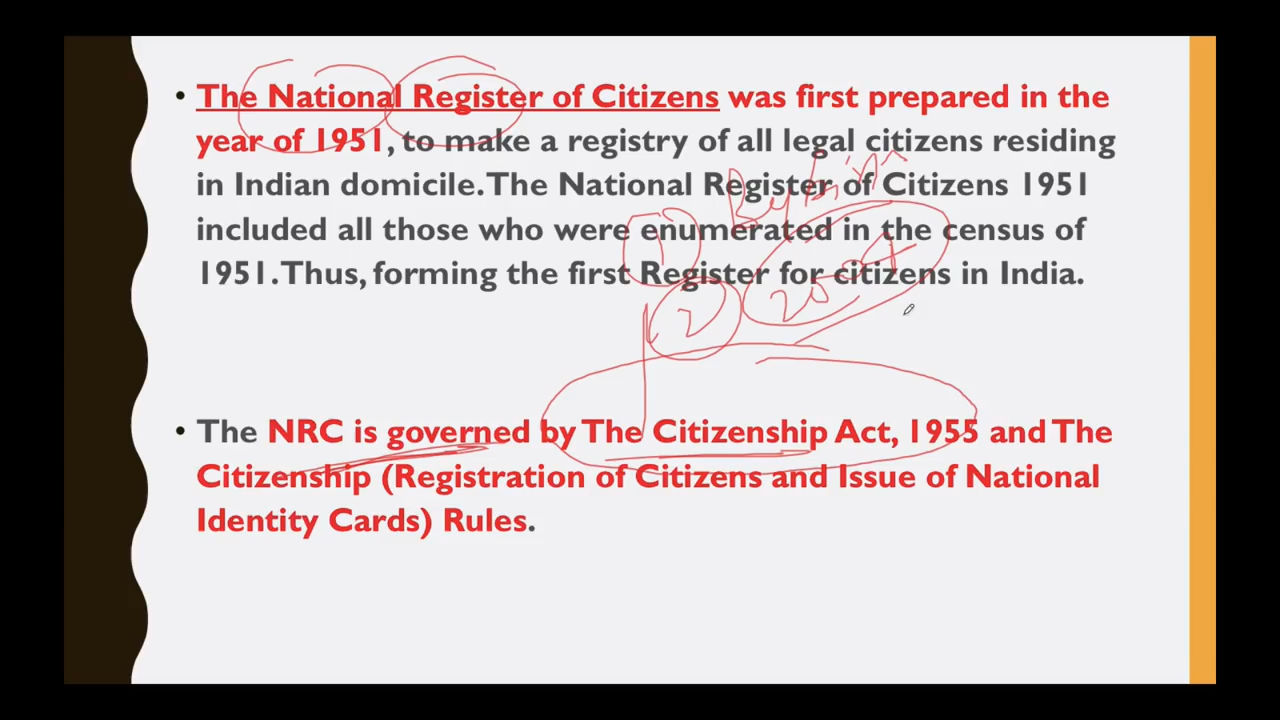 • The National Register of Citizens was first prepared in the
year of 1951, to make a registry of all legal citizens residing
in Indian domicile. The National Register of Citizens 1951
included all those who were enumerated in the census of
1951. Thus, forming the first Register for citizens in India.
1
2
• The NRC is governed by The Citizenship Act, 1955 and The
Citizenship (Registration of Citizens and Issue of National
Identity Cards) Rules.